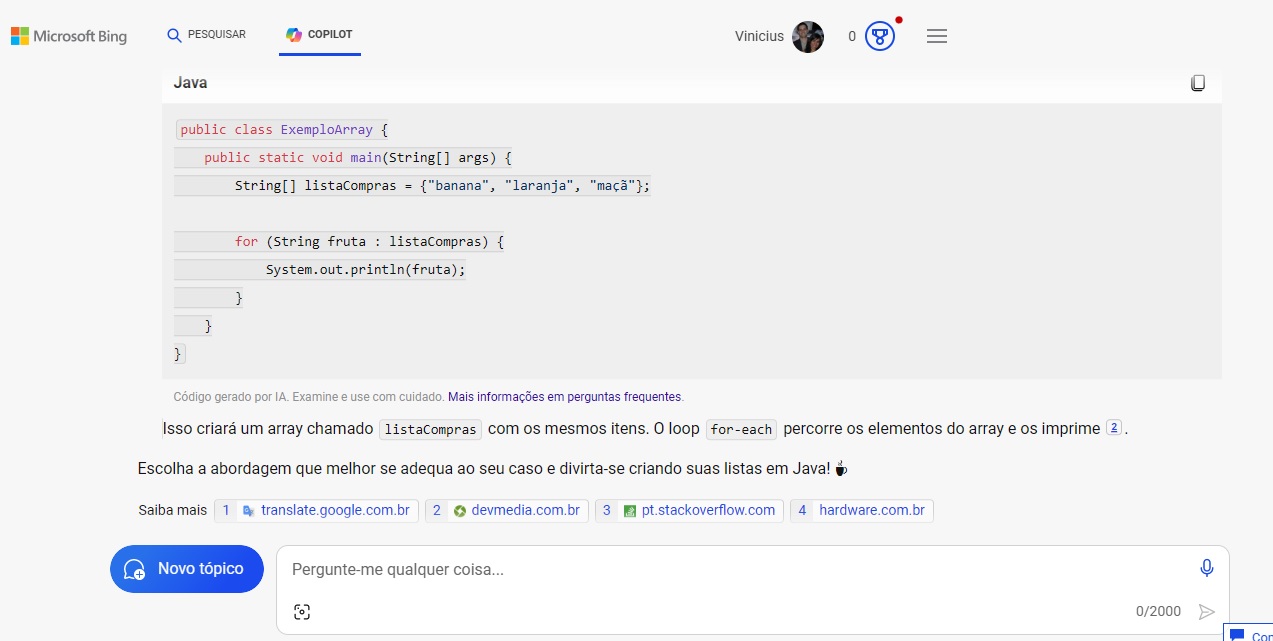 Microsoft Bing
PESQUISAR
COPILOT
Vinicius
0
Java
public class ExemploArray {
    public static void main(String[] args) {
        String[] listaCompras = {"banana", "laranja", "maçã"};
        for (String fruta : listaCompras) {
            System.out.println(fruta);
        }
    }
}
Código gerado por IA. Examine e use com cuidado. Mais informações em perguntas frequentes.
Isso criará um array chamado listaCompras com os mesmos itens. O loop for-each percorre os elementos do array e os imprime 2.
Escolha a abordagem que melhor se adequa ao seu caso e divirta-se criando suas listas em Java!
Saiba mais 1 translate.google.com.br 2 devmedia.com.br 3 pt.stackoverflow.com 4 hardware.com.br
Novo tópico
Pergunte-me qualquer coisa...
0/2000